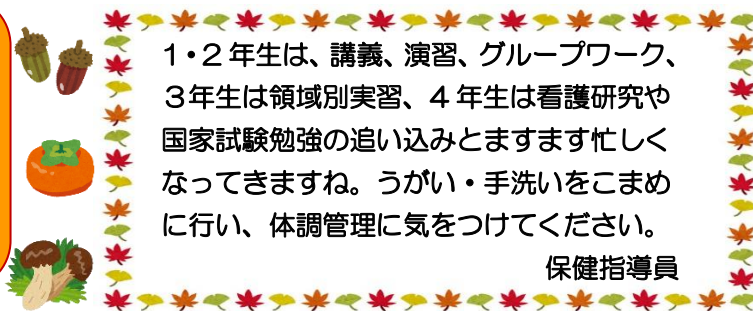 1・2年生は、講義、演習、グループワーク、
3年生は領域別実習、4年生は看護研究や
国家試験勉強の追い込みとますます忙しく
なってきますね。うがい・手洗いをこまめ
に行い、体調管理に気をつけてください。
保健指導員